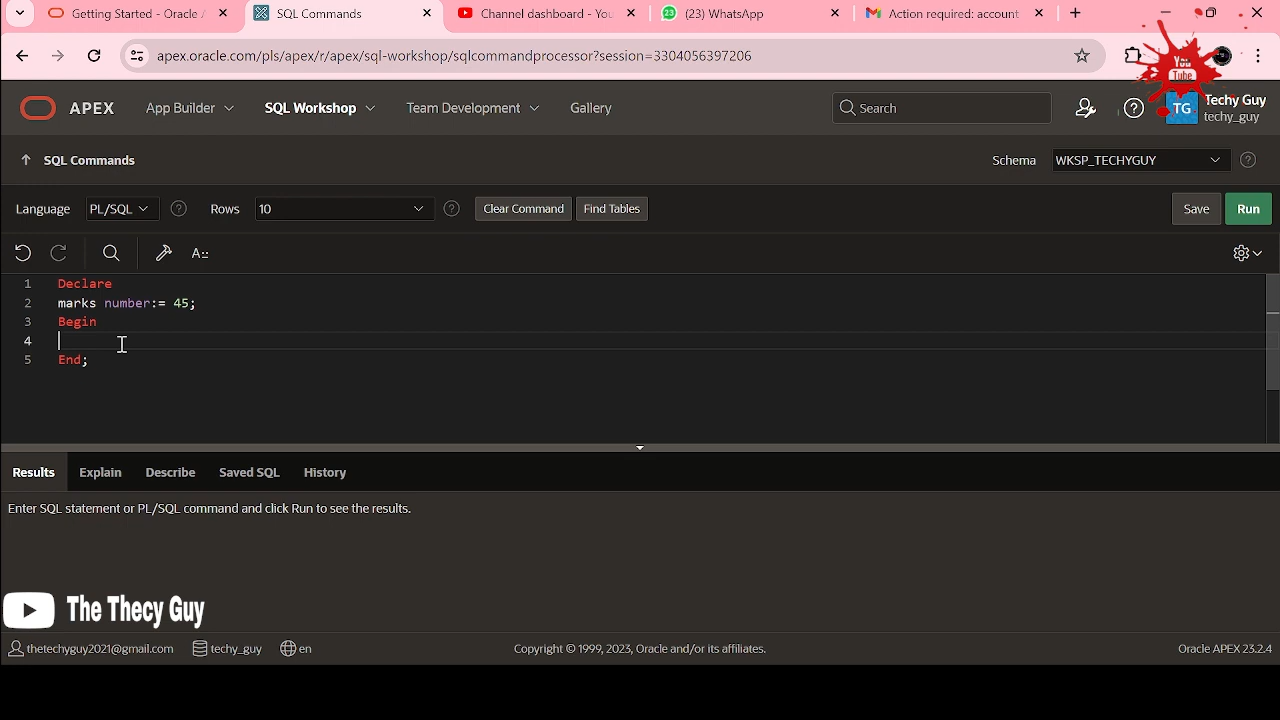 Getting Started - Oracle A
SQL Commands
Channel dashboard - You
(23) WhatsApp
Action required: account
apex.oracle.com/pls/apex/r/apex/sql-workshop/sqlcommandprocessor?session=3304056397206
You
Tube
APEX
App Builder
SQL Workshop
Team Development
Gallery
Search
TG
Techy Guy
techy_guy
SQL Commands
Schema
WKSP_TECHYGUY
Language
PL/SQL
Rows
10
Clear Command
Find Tables
Save
Run
1 Declare
2 marks number:= 45;
3 Begin
4
5 End;
Results
Explain
Describe
Saved SQL
History
Enter SQL statement or PL/SQL command and click Run to see the results.
The Thecy Guy
thetechyguy2021@gmail.com
techy_guy
en
Copyright © 1999, 2023, Oracle and/or its affiliates.
Oracle APEX 23.2.4